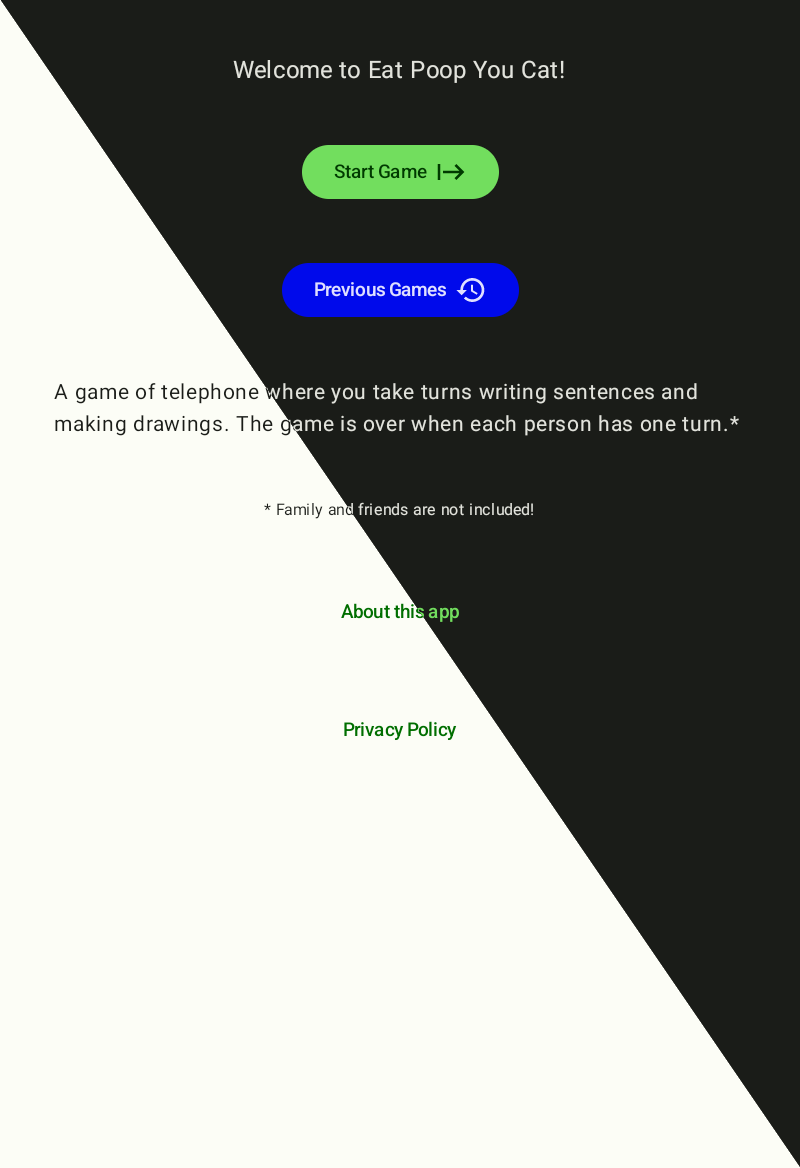 Welcome to Eat Poop You Cat!
Start Game
Previous Games
A game of telephone where you take turns writing sentences and
making drawings. The game is over when each person has one turn.*
* Family and friends are not included!
About this app
Privacy Policy